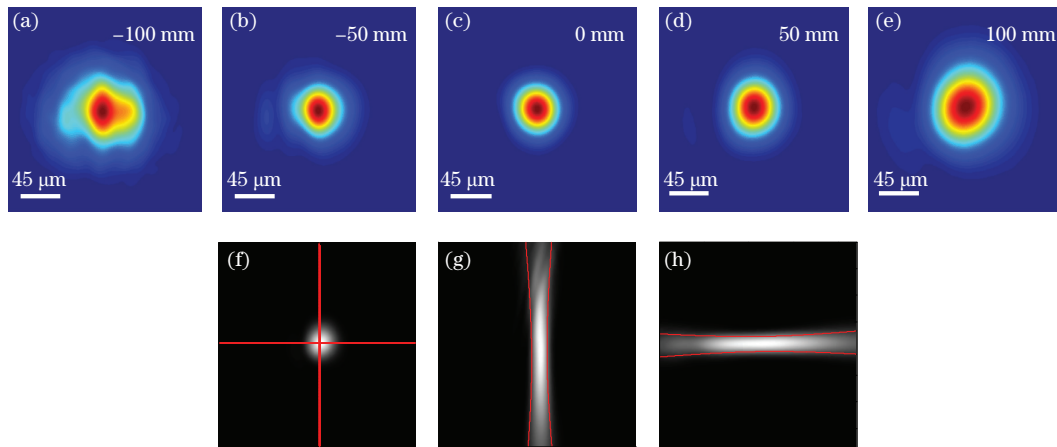 (a)
–100 mm
45 μm
(b)
–50 mm
45 μm
(c)
0 mm
45 μm
(d)
50 mm
45 μm
(e)
100 mm
45 μm
(f)
(g)
(h)